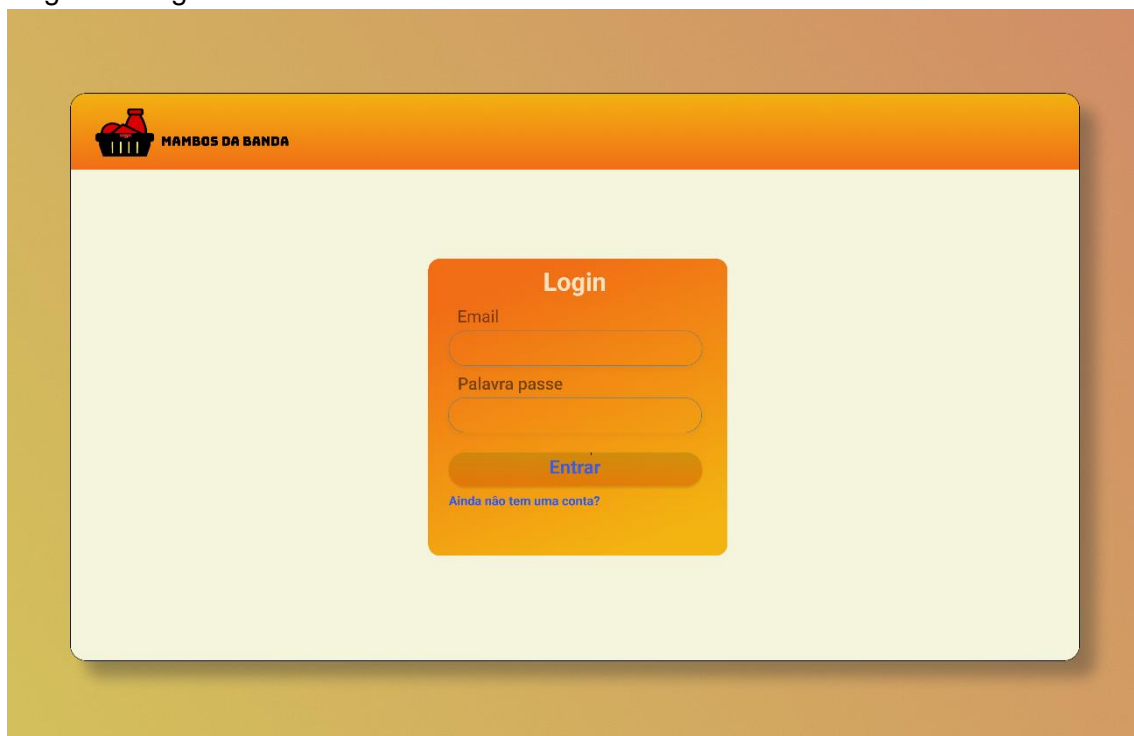 MAMBOS DA BANDA
Login
Email
Palavra passe
Entrar
Ainda não tem uma conta?